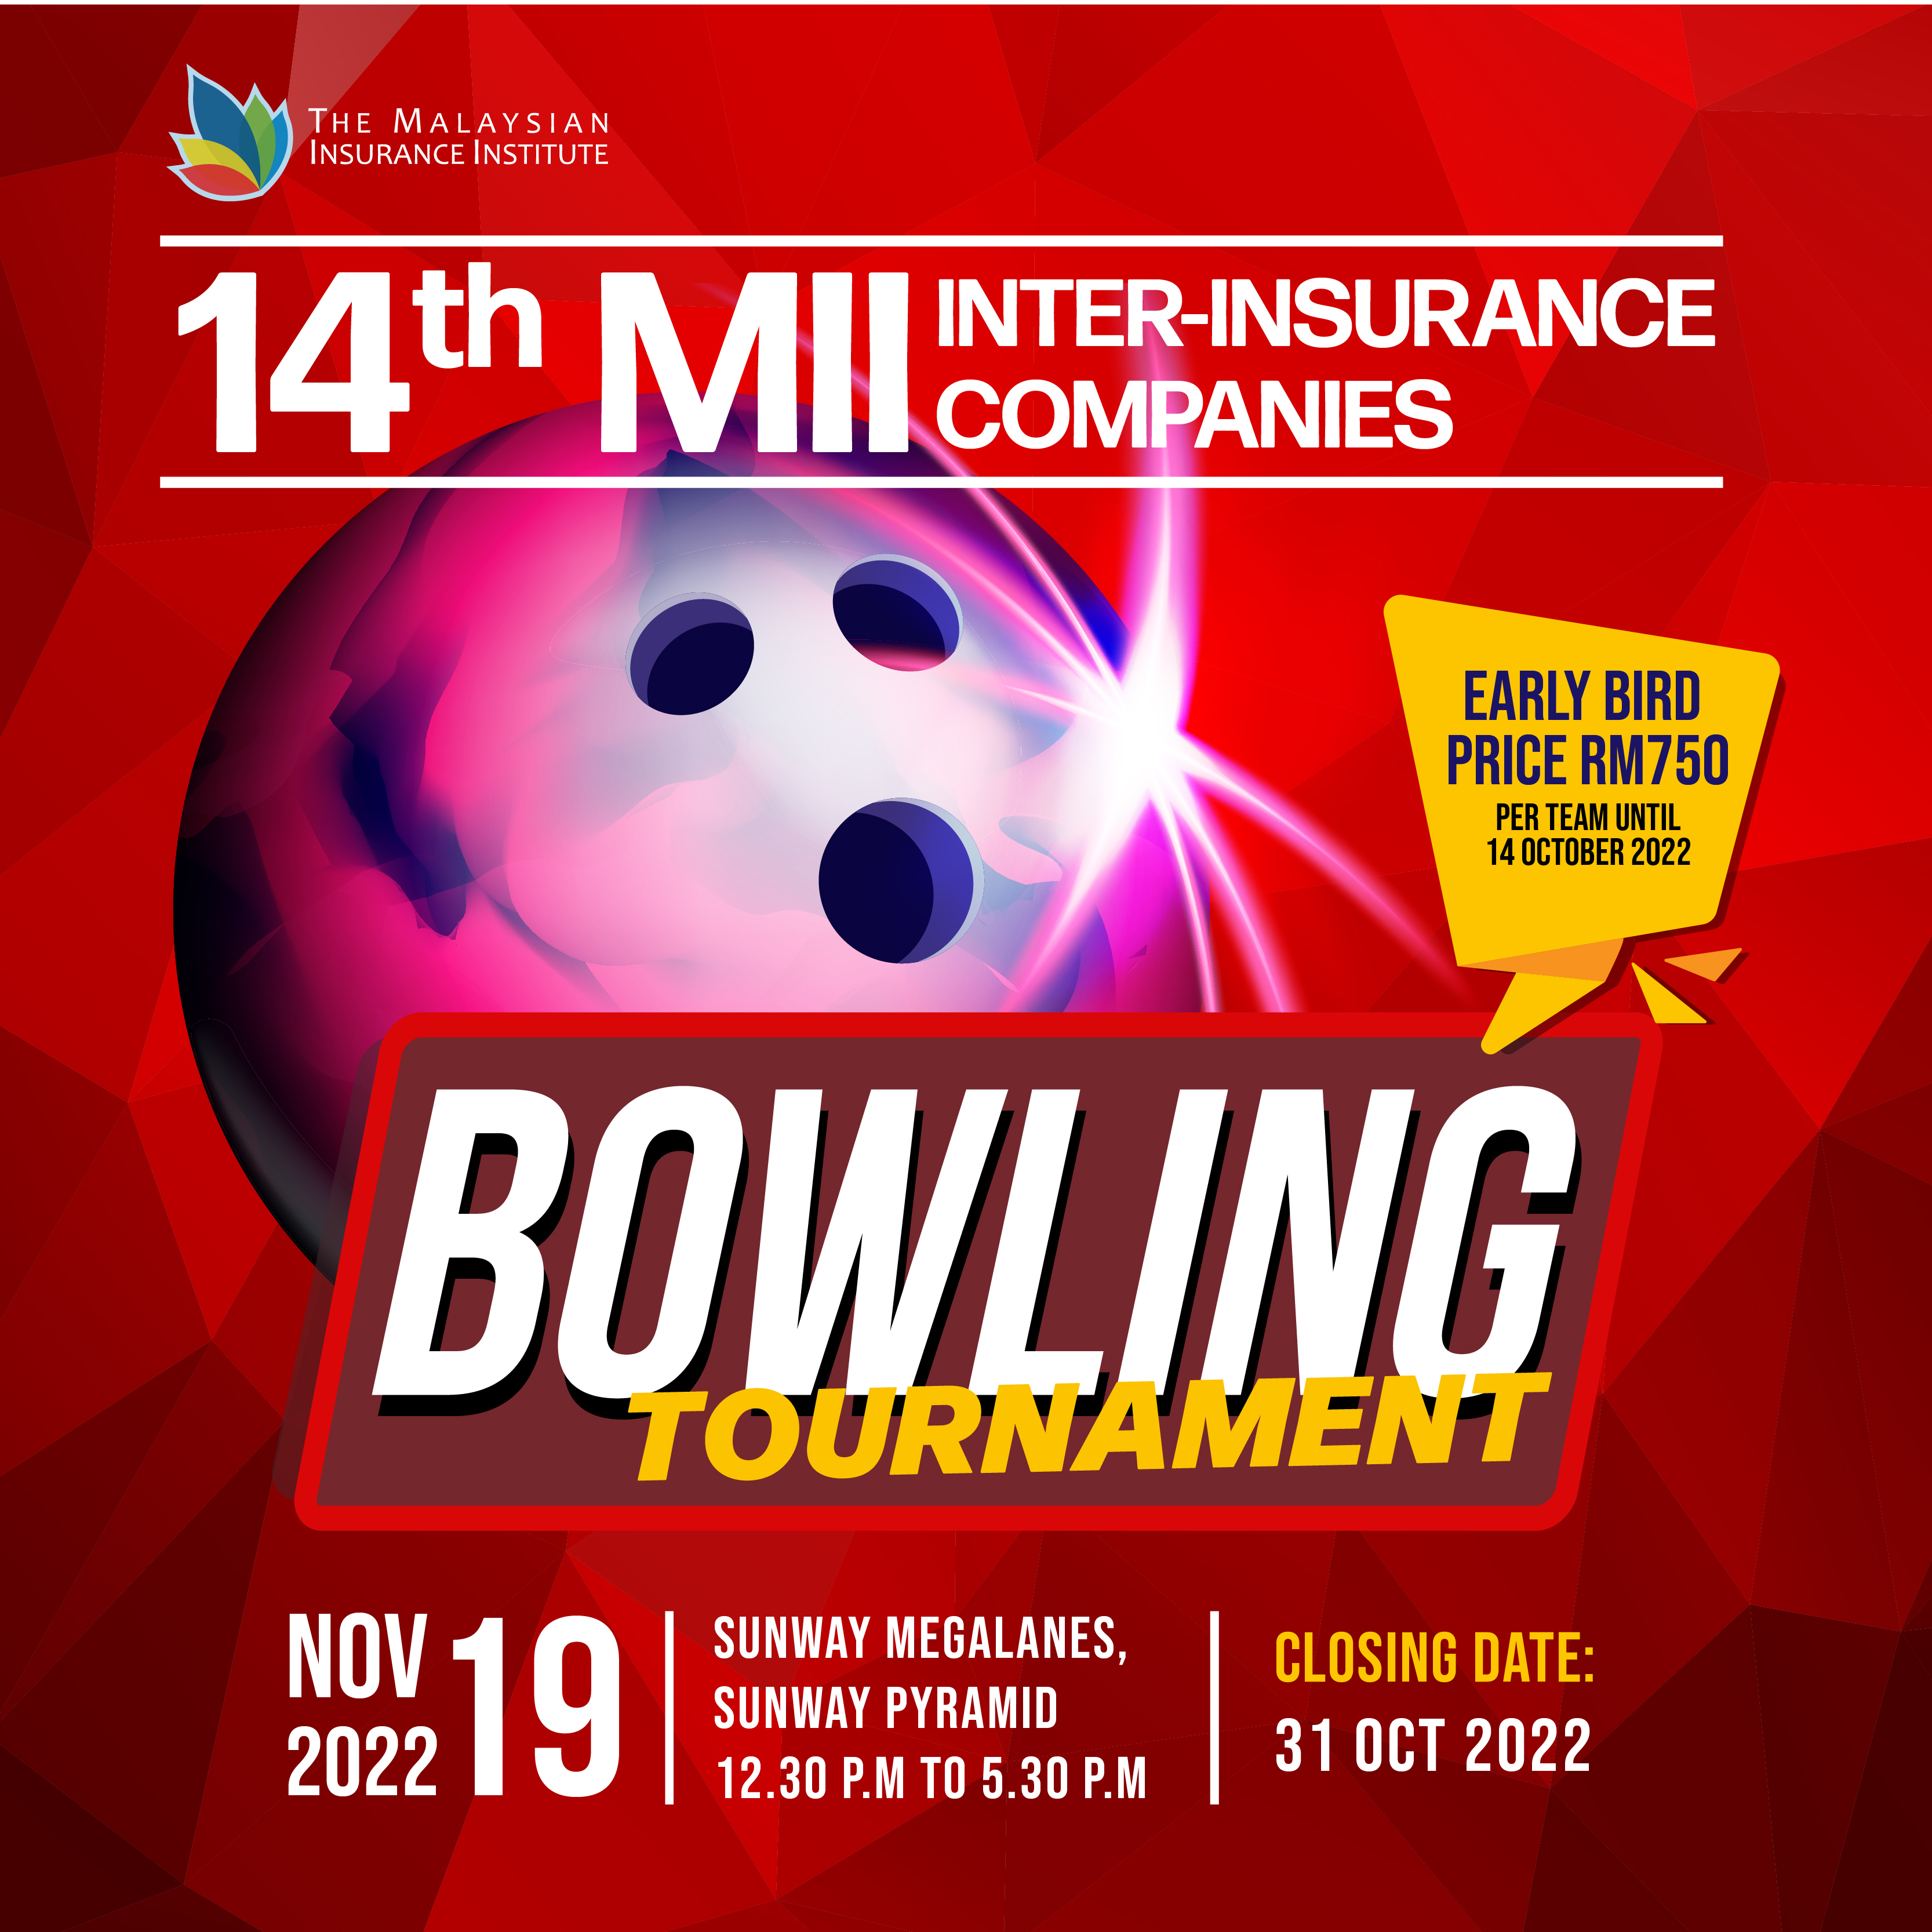 THE MALAYSIAN
INSURANCE INSTITUTE
14th MII
INTER-INSURANCE
COMPANIES
EARLY BIRD
PRICE RM750
PER TEAM UNTIL
14 OCTOBER 2022
BOWLING
TOURNAMENT
NOV
2022
19
SUNWAY MEGALANES,
SUNWAY PYRAMID
12.30 P.M TO 5.30 P.M
CLOSING DATE:
31 OCT 2022